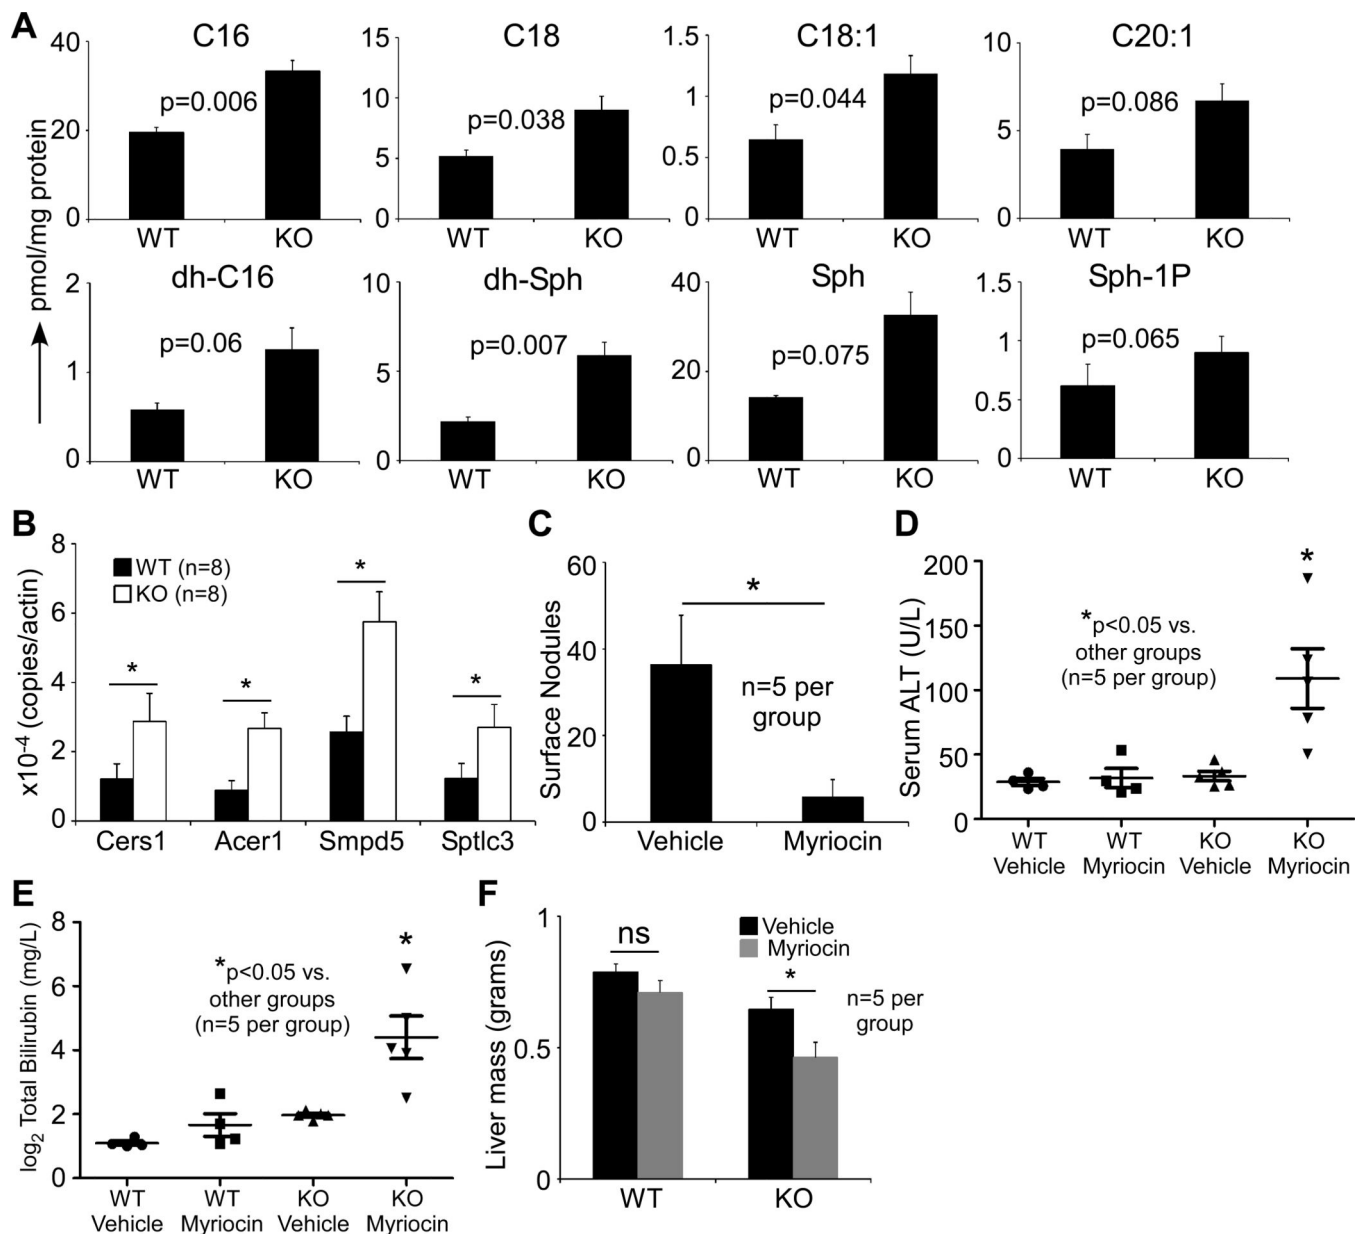 A
C16
C18
C18:1
C20:1
pmol/mg protein
40
20
0
p=0.006
WT KO
15
10
5
0
p=0.038
WT KO
1.5
1
0.5
0
p=0.044
WT KO
10
5
0
p=0.086
WT KO
dh-C16
dh-Sph
Sph
Sph-1P
2
1
0
p=0.06
WT KO
10
5
0
p=0.007
WT KO
40
20
0
p=0.075
WT KO
1.5
1
0.5
0
p=0.065
WT KO
B
x10-4 (copies/actin)
8
6
4
2
0
WT (n=8)
KO (n=8)
* * * *
Cers1 Acer1 Smpd5 Sptlc3
C
Surface Nodules
60
40
20
0
*
n=5 per
group
Vehicle Myriocin
D
Serum ALT (U/L)
200
150
100
50
0
*
*p<0.05 vs.
other groups
(n=5 per group)
WT WT KO KO
Vehicle Myriocin Vehicle Myriocin
E
log2 Total Bilirubin (mg/L)
8
6
4
2
0
*
*p<0.05 vs.
other groups
(n=5 per group)
WT WT KO KO
Vehicle Myriocin Vehicle Myriocin
F
Liver mass (grams)
1
0.5
0
Vehicle
Myriocin
ns
*
n=5 per
group
WT KO